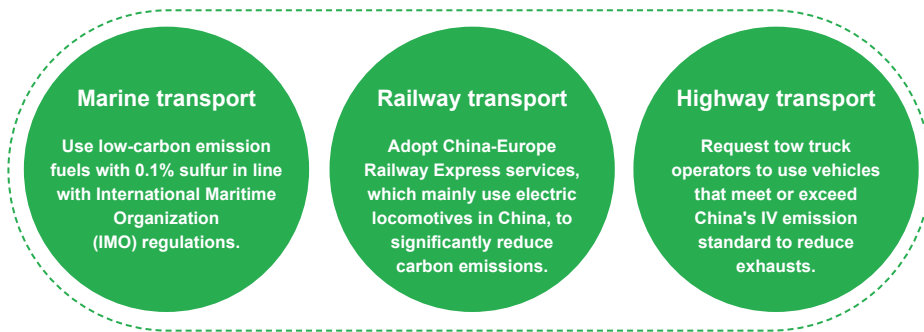 Marine transport
Use low-carbon emission
fuels with 0.1% sulfur in line
with International Maritime
Organization
(IMO) regulations.
Railway transport
Adopt China-Europe
Railway Express services,
which mainly use electric
locomotives in China, to
significantly reduce
carbon emissions.
Highway transport
Request tow truck
operators to use vehicles
that meet or exceed
China's IV emission
standard to reduce
exhausts.